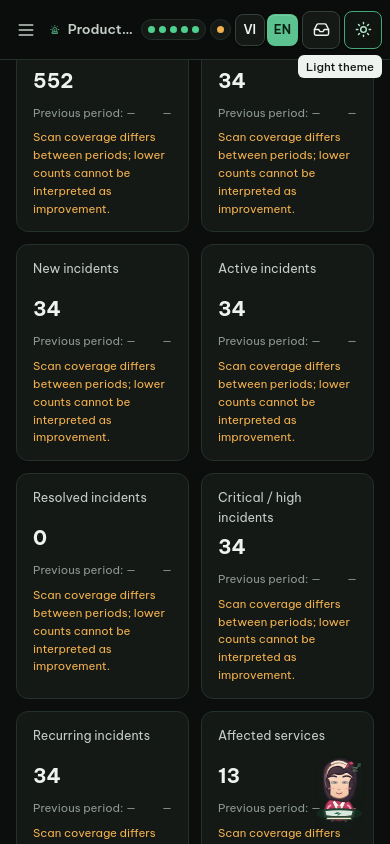 Product...
VI
EN
Light theme
552
Previous period: — —
Scan coverage differs
between periods; lower
counts cannot be
interpreted as
improvement.
34
Previous period: — —
Scan coverage differs
between periods; lower
counts cannot be
interpreted as
improvement.
New incidents
34
Previous period: — —
Scan coverage differs
between periods; lower
counts cannot be
interpreted as
improvement.
Active incidents
34
Previous period: — —
Scan coverage differs
between periods; lower
counts cannot be
interpreted as
improvement.
Resolved incidents
0
Previous period: — —
Scan coverage differs
between periods; lower
counts cannot be
interpreted as
improvement.
Critical / high
incidents
34
Previous period: — —
Scan coverage differs
between periods; lower
counts cannot be
interpreted as
improvement.
Recurring incidents
34
Previous period: — —
Scan coverage differs
Affected services
13
Previous period:
Scan coverage differs